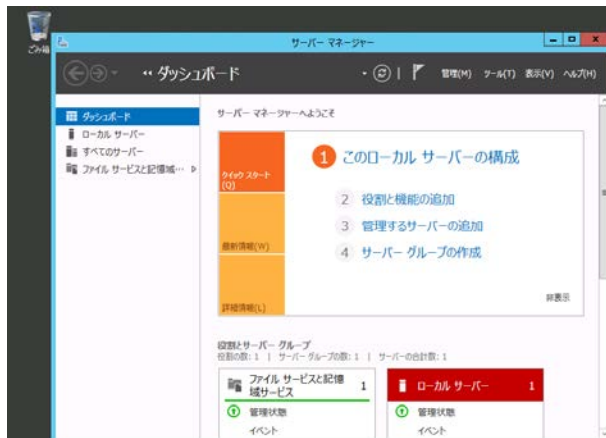 ごみ箱
サーバー マネージャー
ダッシュボード
管理(M) ツール(T) 表示(V) ヘルプ(H)
ダッシュボード
ローカル サーバー
すべてのサーバー
ファイル サービスと記憶域…
サーバー マネージャーへようこそ
クイック スタート
(Q)
最新情報(W)
詳細情報(L)
1 このローカル サーバーの構成
2 役割と機能の追加
3 管理するサーバーの追加
4 サーバー グループの作成
非表示
役割とサーバー グループ
役割の数: 1 | サーバー グループの数: 1 | サーバーの合計数: 1
ファイル サービスと記憶
域サービス
1
管理状態
イベント
ローカル サーバー 1
管理状態
イベント